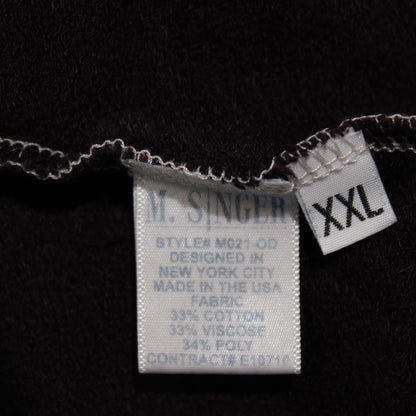 M. SINGER
STYLE# M021-OD
DESIGNED IN
NEW YORK CITY
MADE IN THE USA
FABRIC
33% COTTON
33% VISCOSE
34% POLY
CONTRACT# E10710
XXL